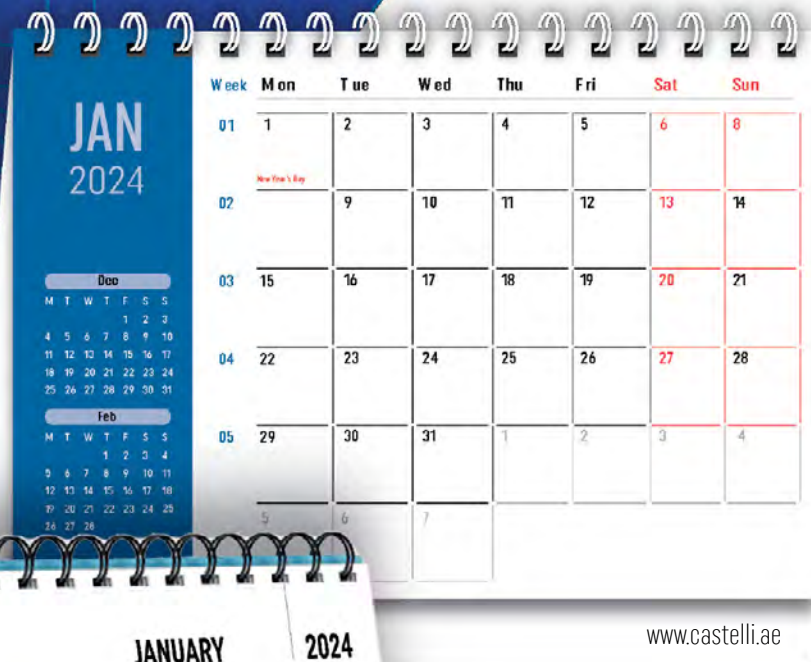 JAN
2024
Dec
M T W T F S S
1 2 3
4 5 6 7 8 9 10
11 12 13 14 15 16 17
18 19 20 21 22 23 24
25 26 27 28 29 30 31
Feb
M T W T F S S
1 2 3 4
5 6 7 8 9 10 11
12 13 14 15 16 17 18
19 20 21 22 23 24 25
26 27 28
Week Mon Tue Wed Thu Fri Sat Sun
01 1 2 3 4 5 6 8
New Year's Day
02 9 10 11 12 13 14
03 15 16 17 18 19 20 21
04 22 23 24 25 26 27 28
05 29 30 31 1 2 3 4
5 6 7
JANUARY 2024
www.castelli.ae